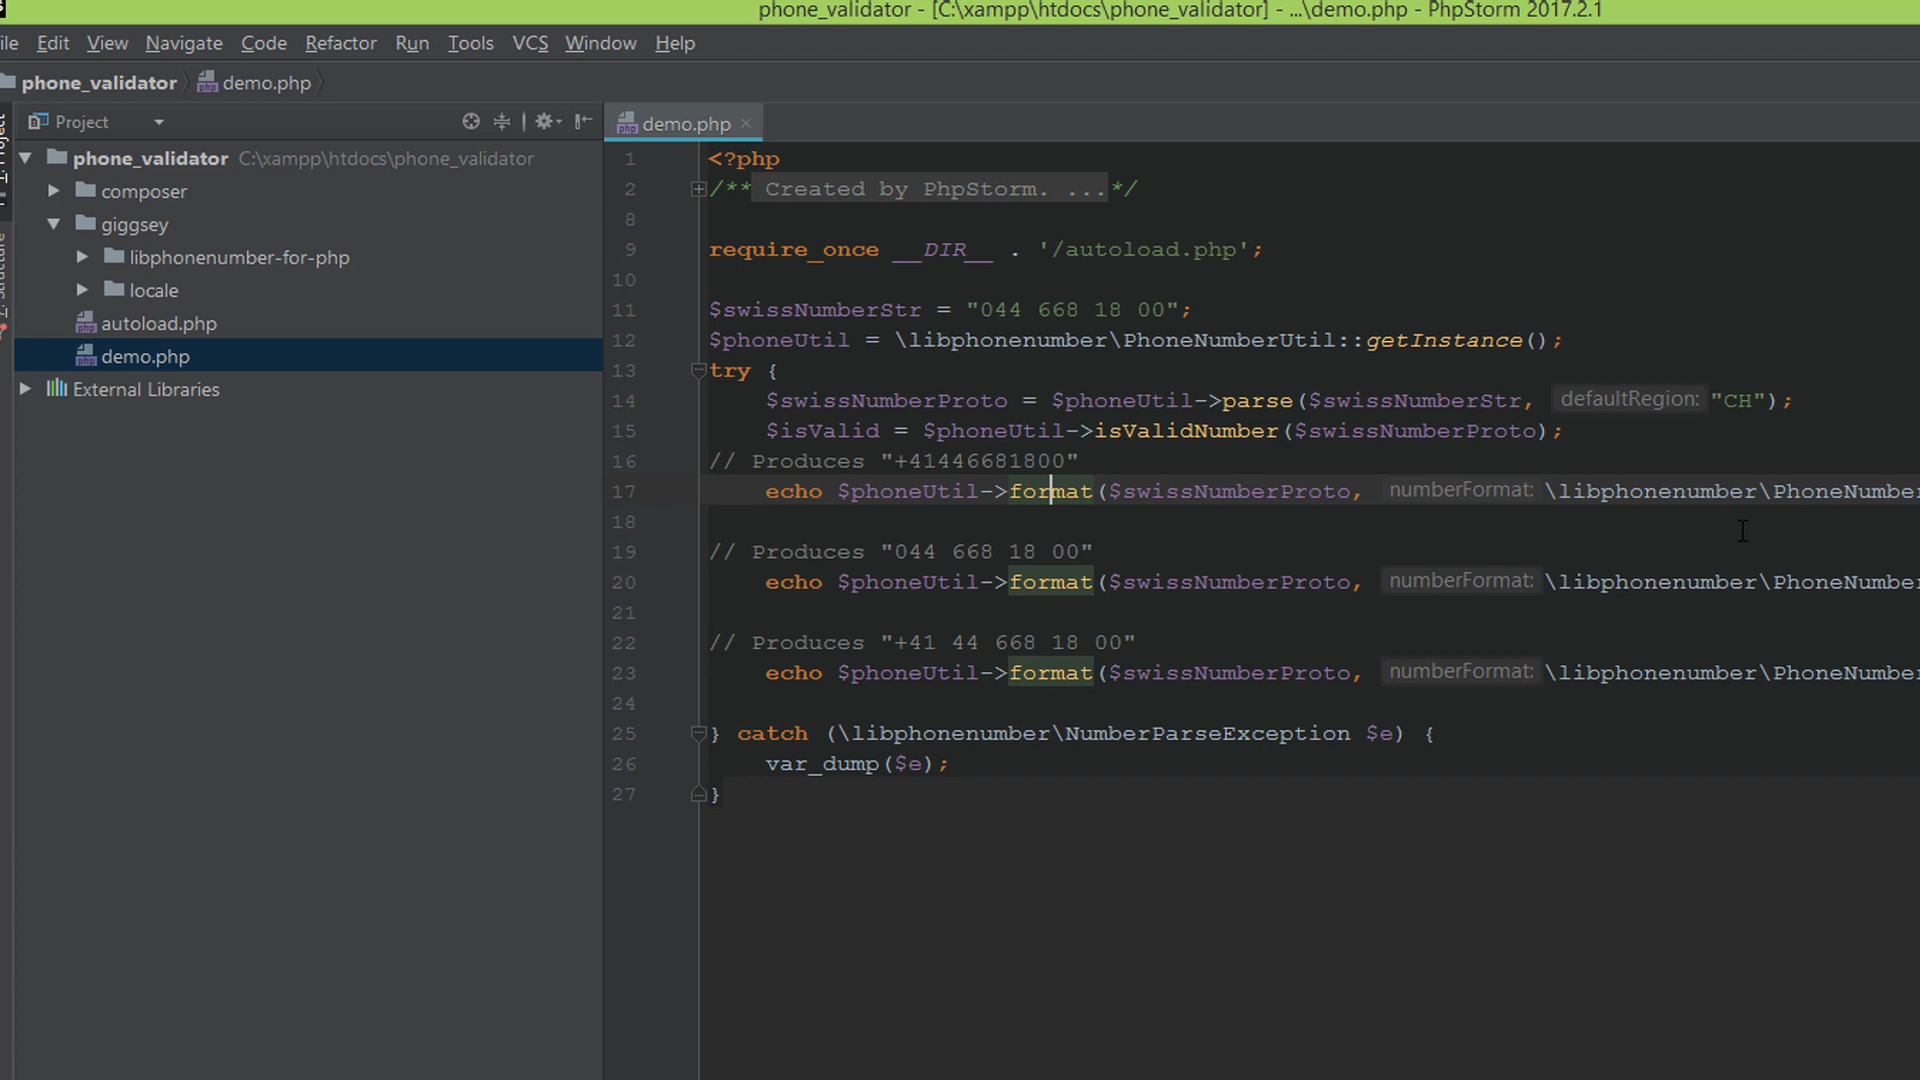 phone_validator - [C:\xampp\htdocs\phone_validator] - ...\demo.php - PhpStorm 2017.2.1
ile Edit View Navigate Code Refactor Run Tools VCS Window Help
phone_validator demo.php
Project
demo.php
1: Project
phone_validator C:\xampp\htdocs\phone_validator
composer
giggsey
libphonenumber-for-php
locale
autoload.php
demo.php
External Libraries
Structure
1 <?php
2 /** Created by PhpStorm. ...*/
8
9 require_once __DIR__ . '/autoload.php';
10
11 $swissNumberStr = "044 668 18 00";
12 $phoneUtil = \libphonenumber\PhoneNumberUtil::getInstance();
13 try {
14 $swissNumberProto = $phoneUtil->parse($swissNumberStr, defaultRegion: "CH");
15 $isValid = $phoneUtil->isValidNumber($swissNumberProto);
16 // Produces "+41446681800"
17 echo $phoneUtil->format($swissNumberProto, numberFormat: \libphonenumber\PhoneNumber
18
19 // Produces "044 668 18 00"
20 echo $phoneUtil->format($swissNumberProto, numberFormat: \libphonenumber\PhoneNumber
21
22 // Produces "+41 44 668 18 00"
23 echo $phoneUtil->format($swissNumberProto, numberFormat: \libphonenumber\PhoneNumber
24
25 } catch (\libphonenumber\NumberParseException $e) {
26 var_dump($e);
27 }